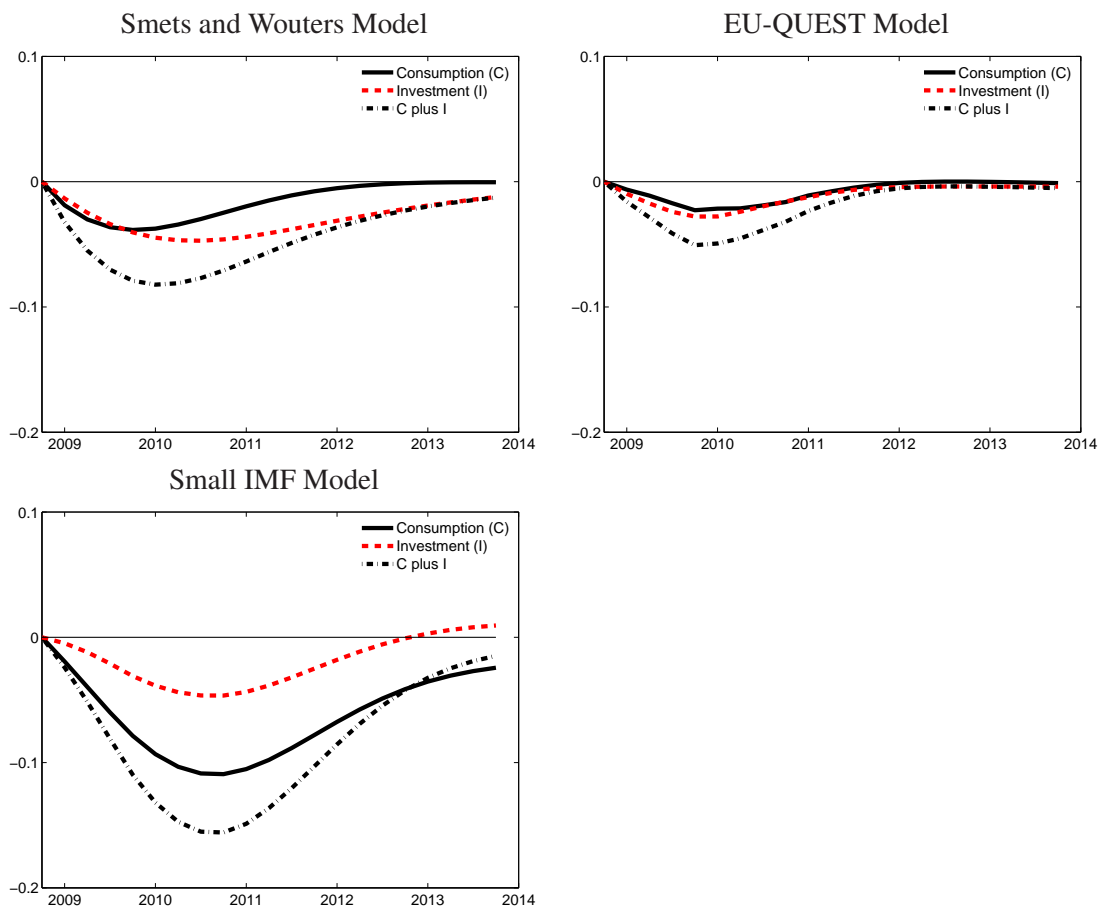 Smets and Wouters Model
0.1
0
−0.1
−0.2
Consumption (C)
Investment (I)
C plus I
2009 2010 2011 2012 2013 2014
EU-QUEST Model
0.1
0
−0.1
−0.2
Consumption (C)
Investment (I)
C plus I
2009 2010 2011 2012 2013 2014
Small IMF Model
0.1
0
−0.1
−0.2
Consumption (C)
Investment (I)
C plus I
2009 2010 2011 2012 2013 2014